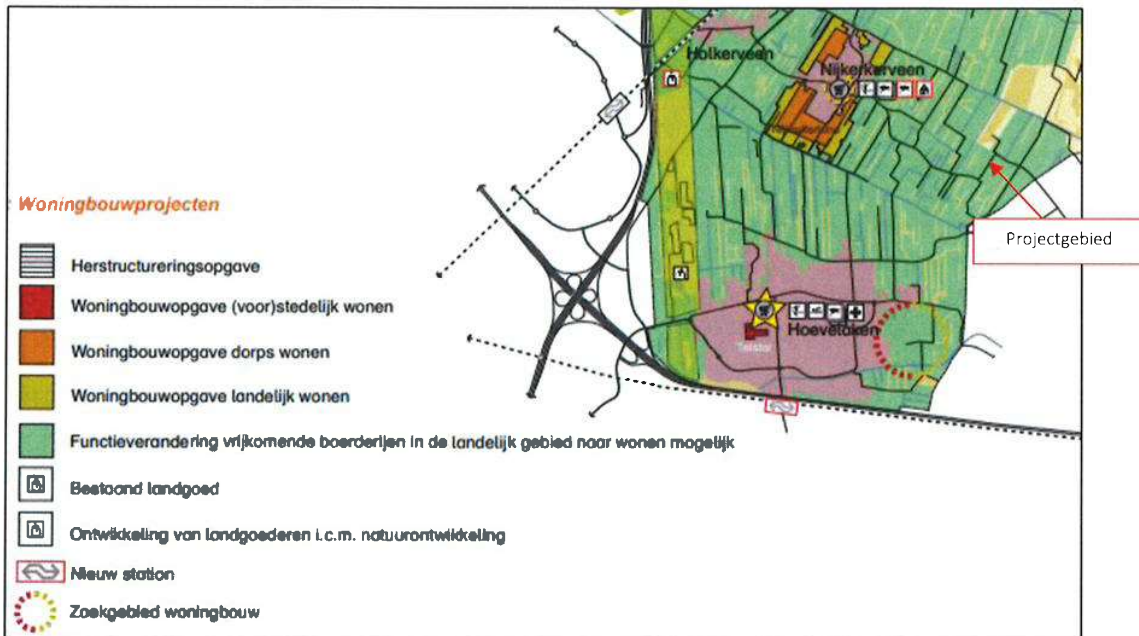 Holkerveen
Nijkerkerveen
Projectgebied
Woningbouwprojecten
Hoevelaken
Herstructureringsopgave
Woningbouwopgave (voor)stedelijk wonen
Woningbouwopgave dorps wonen
Woningbouwopgave landelijk wonen
Functieverandering vrijkomende boerderijen in de landelijk gebied naar wonen mogelijk
Bestaand landgoed
Ontwikkeling van landgoederen i.c.m. natuurontwikkeling
Nieuw station
Zoekgebied woningbouw